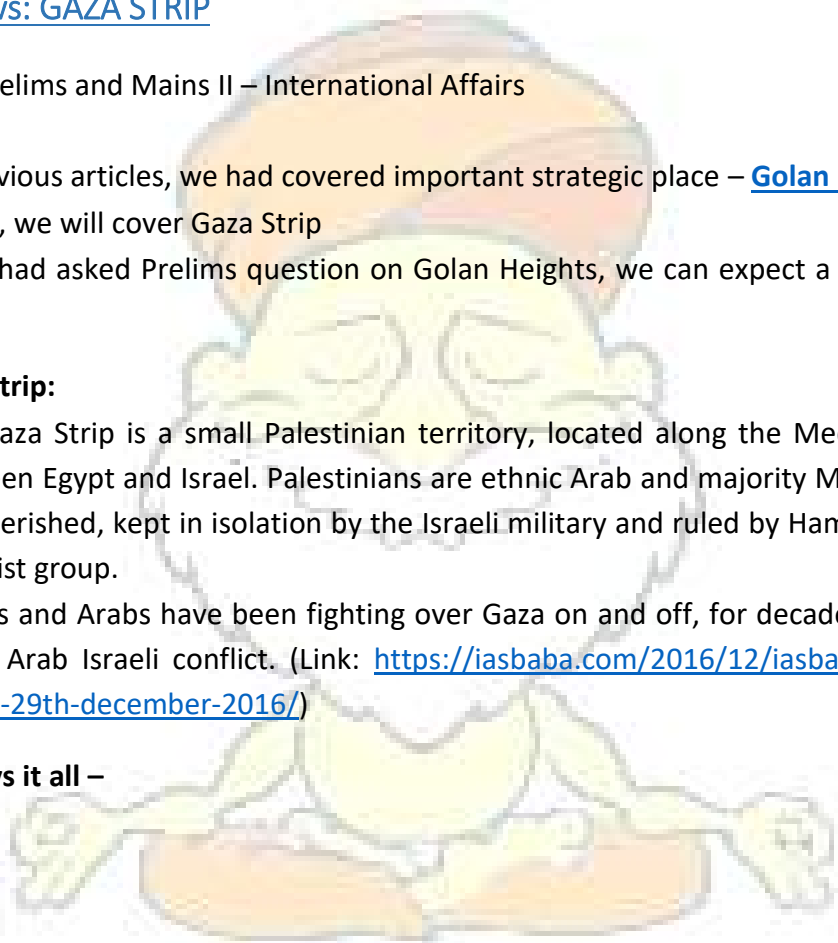 vs: GAZA STRIP
elims and Mains II – International Affairs
vious articles, we had covered important strategic place – Golan
, we will cover Gaza Strip
had asked Prelims question on Golan Heights, we can expect a
trip:
aza Strip is a small Palestinian territory, located along the Me
en Egypt and Israel. Palestinians are ethnic Arab and majority M
erished, kept in isolation by the Israeli military and ruled by Ham
ist group.
s and Arabs have been fighting over Gaza on and off, for decade
Arab Israeli conflict. (Link: https://iasbaba.com/2016/12/iasba
-29th-december-2016/)
s it all –